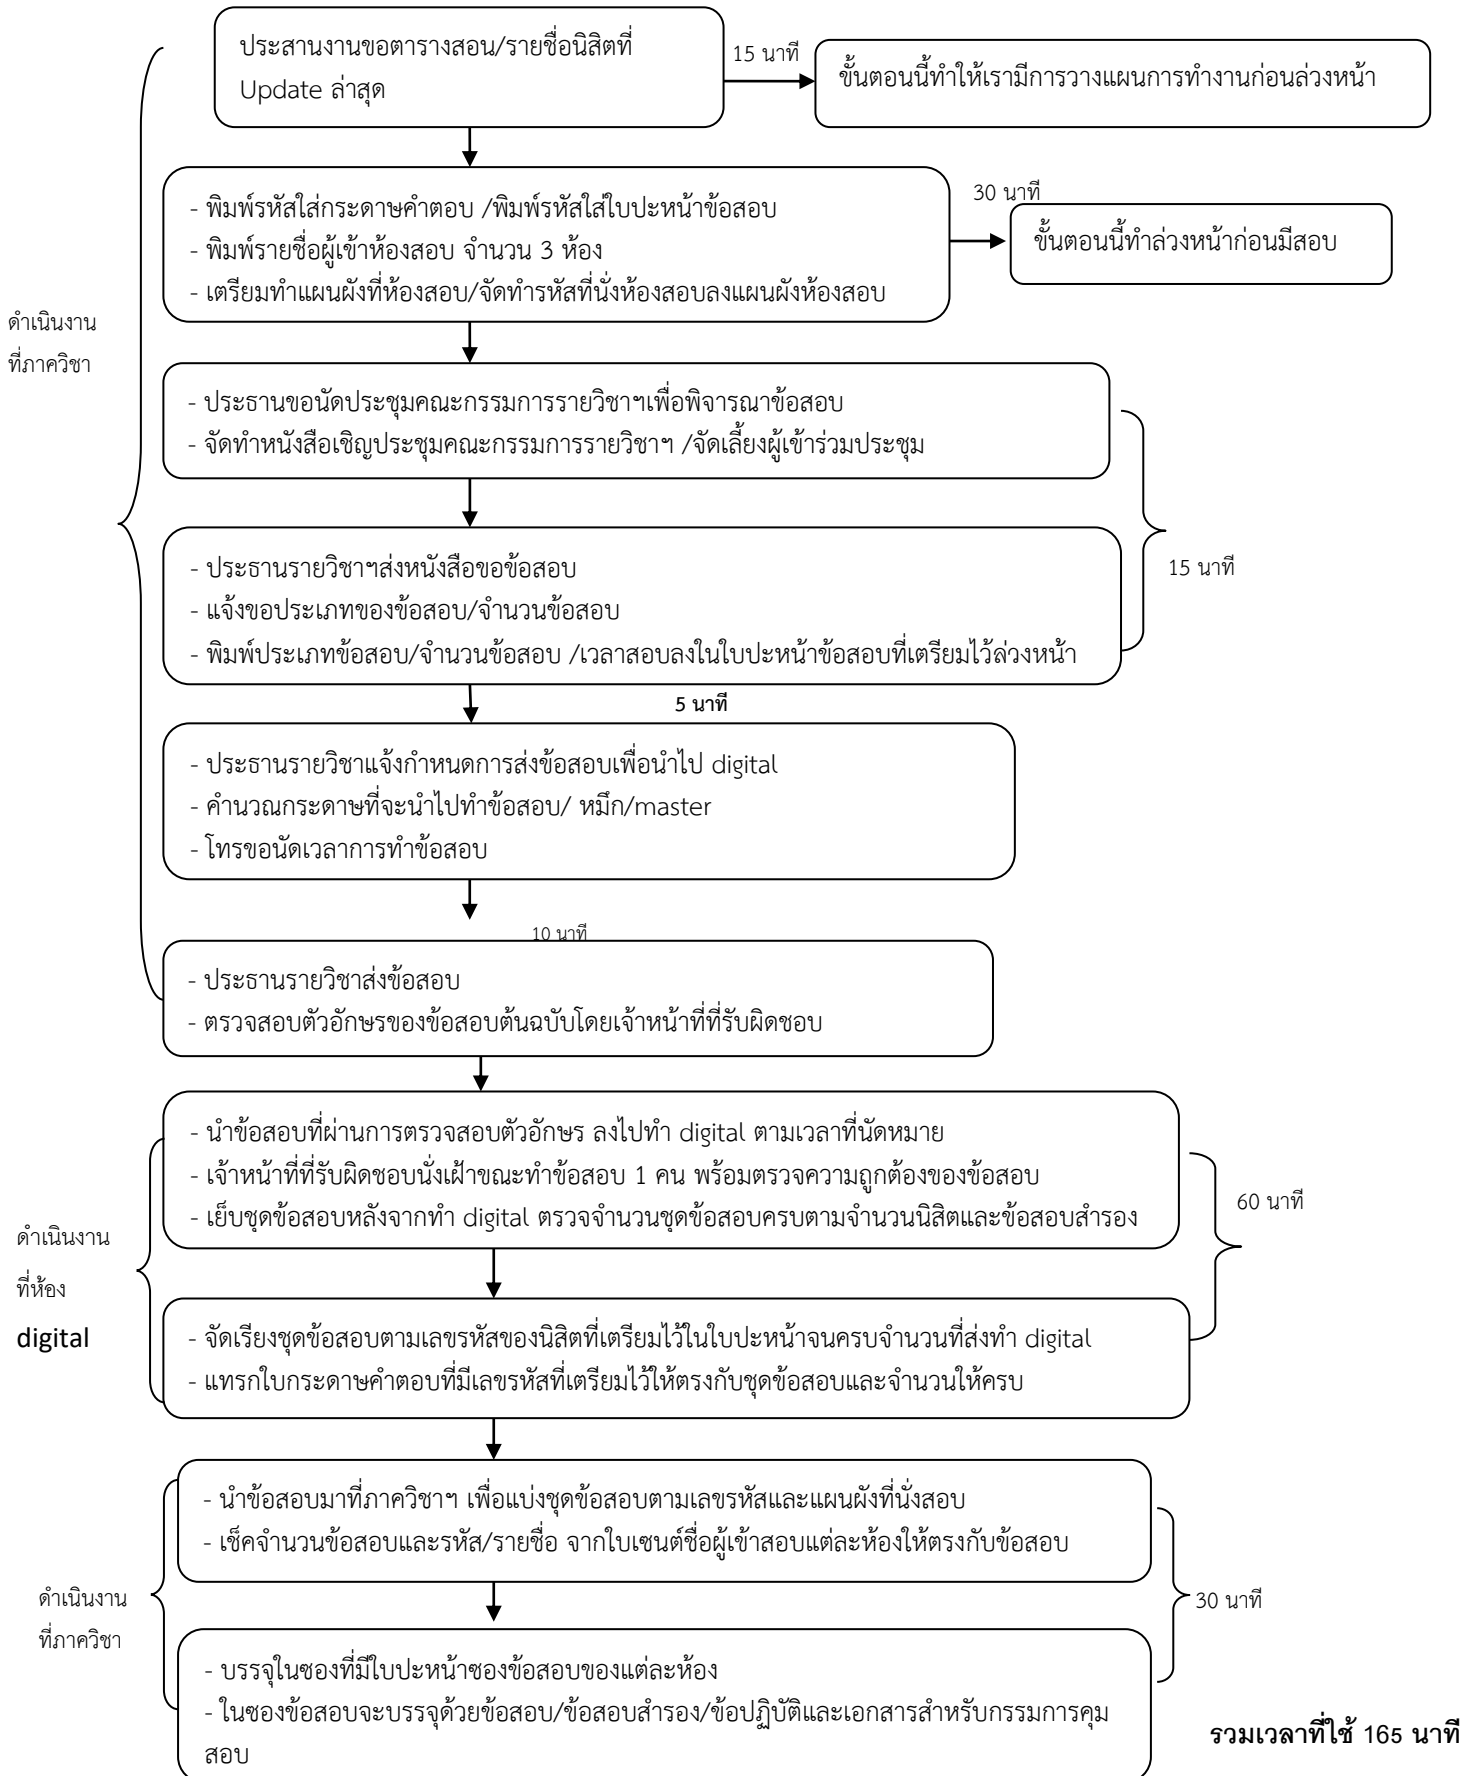 ประสานงานขอตารางสอน/รายชื่อนิสิตที่
Update ล่าสุด
15 นาที
ขั้นตอนนี้ทำให้เรามีการวางแผนการทำงานก่อนล่วงหน้า
- พิมพ์รหัสใส่กระดาษคำตอบ /พิมพ์รหัสใส่ใบปะหน้าข้อสอบ
- พิมพ์รายชื่อผู้เข้าห้องสอบ จำนวน 3 ห้อง
- เตรียมทำแผนผังที่ห้องสอบ/จัดทำรหัสที่นั่งห้องสอบลงแผนผังห้องสอบ
30 นาที
ขั้นตอนนี้ทำล่วงหน้าก่อนมีสอบ
ดำเนินงาน
ที่ภาควิชา
- ประธานขอนัดประชุมคณะกรรมการรายวิชาฯเพื่อพิจารณาข้อสอบ
- จัดทำหนังสือเชิญประชุมคณะกรรมการรายวิชาฯ /จัดเลี้ยงผู้เข้าร่วมประชุม
- ประธานรายวิชาฯส่งหนังสือขอข้อสอบ
- แจ้งขอประเภทของข้อสอบ/จำนวนข้อสอบ
- พิมพ์ประเภทข้อสอบ/จำนวนข้อสอบ /เวลาสอบลงในใบปะหน้าข้อสอบที่เตรียมไว้ล่วงหน้า
15 นาที
5 นาที
- ประธานรายวิชาแจ้งกำหนดการส่งข้อสอบเพื่อนำไป digital
- คำนวณกระดาษที่จะนำไปทำข้อสอบ/ หมึก/master
- โทรขอนัดเวลาการทำข้อสอบ
10 นาที
- ประธานรายวิชาส่งข้อสอบ
- ตรวจสอบตัวอักษรของข้อสอบต้นฉบับโดยเจ้าหน้าที่ที่รับผิดชอบ
- นำข้อสอบที่ผ่านการตรวจสอบตัวอักษร ลงไปทำ digital ตามเวลาที่นัดหมาย
- เจ้าหน้าที่ที่รับผิดชอบนั่งเฝ้าขณะทำข้อสอบ 1 คน พร้อมตรวจความถูกต้องของข้อสอบ
- เย็บชุดข้อสอบหลังจากทำ digital ตรวจจำนวนชุดข้อสอบครบตามจำนวนนิสิตและข้อสอบสำรอง
60 นาที
ดำเนินงาน
ที่ห้อง
digital
- จัดเรียงชุดข้อสอบตามเลขรหัสของนิสิตที่เตรียมไว้ในใบปะหน้าจนครบจำนวนที่ส่งทำ digital
- แทรกใบกระดาษคำตอบที่มีเลขรหัสที่เตรียมไว้ให้ตรงกับชุดข้อสอบและจำนวนให้ครบ
- นำข้อสอบมาที่ภาควิชาฯ เพื่อแบ่งชุดข้อสอบตามเลขรหัสและแผนผังที่นั่งสอบ
- เช็คจำนวนข้อสอบและรหัส/รายชื่อ จากใบเซนต์ชื่อผู้เข้าสอบแต่ละห้องให้ตรงกับข้อสอบ
ดำเนินงาน
ที่ภาควิชา
30 นาที
- บรรจุในซองที่มีใบปะหน้าซองข้อสอบของแต่ละห้อง
- ในซองข้อสอบจะบรรจุด้วยข้อสอบ/ข้อสอบสำรอง/ข้อปฏิบัติและเอกสารสำหรับกรรมการคุม
สอบ
รวมเวลาที่ใช้ 165 นาที